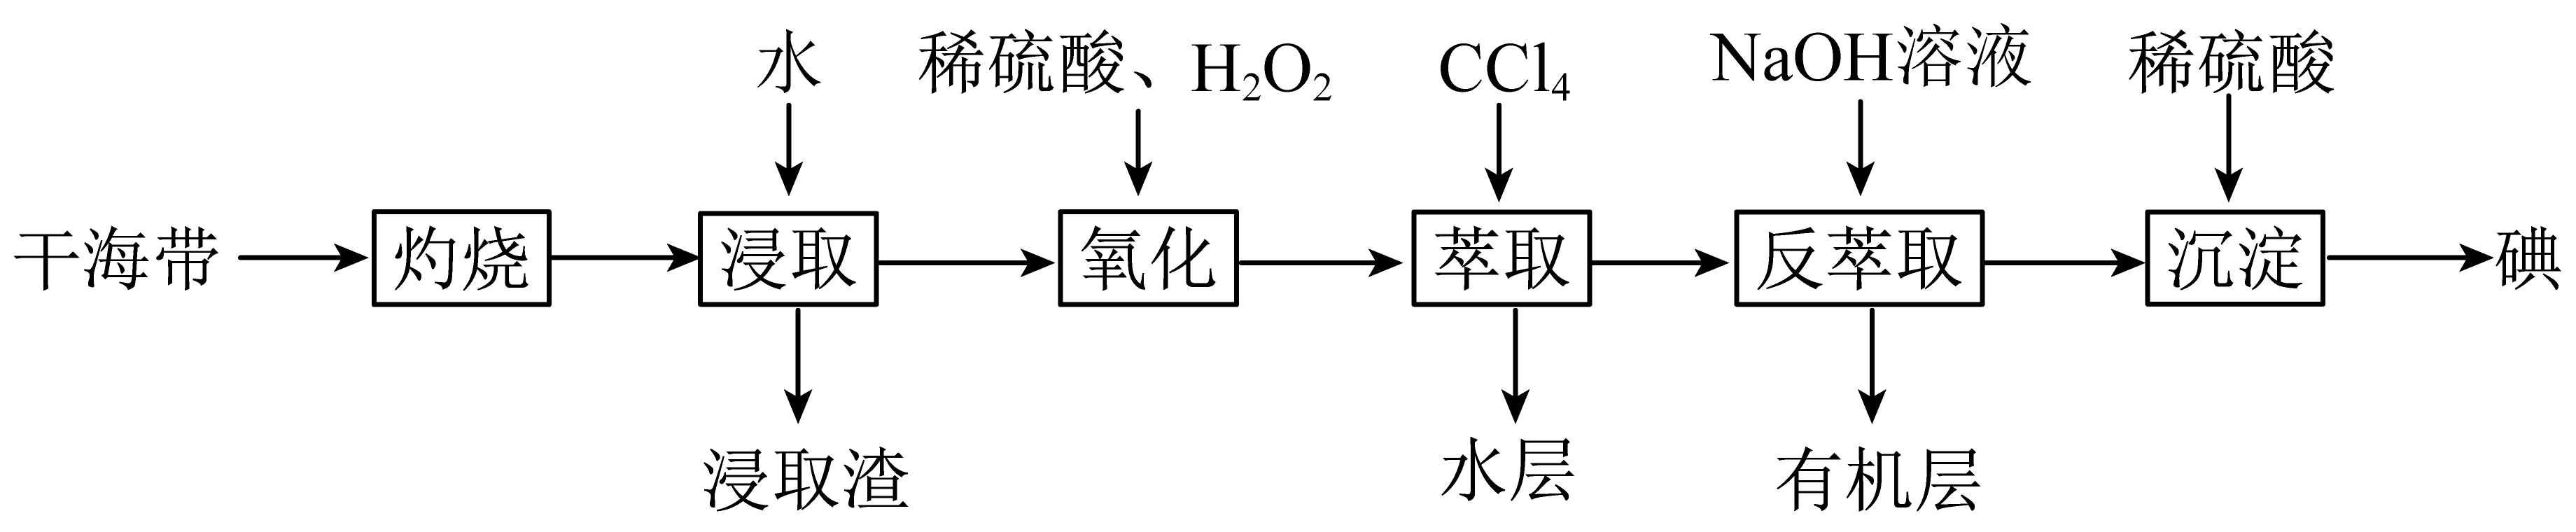 水 稀硫酸、H₂O₂ CCl₄ NaOH溶液 稀硫酸
干海带 灼烧 浸取 氧化 萃取 反萃取 沉淀 碘
浸取渣 水层 有机层